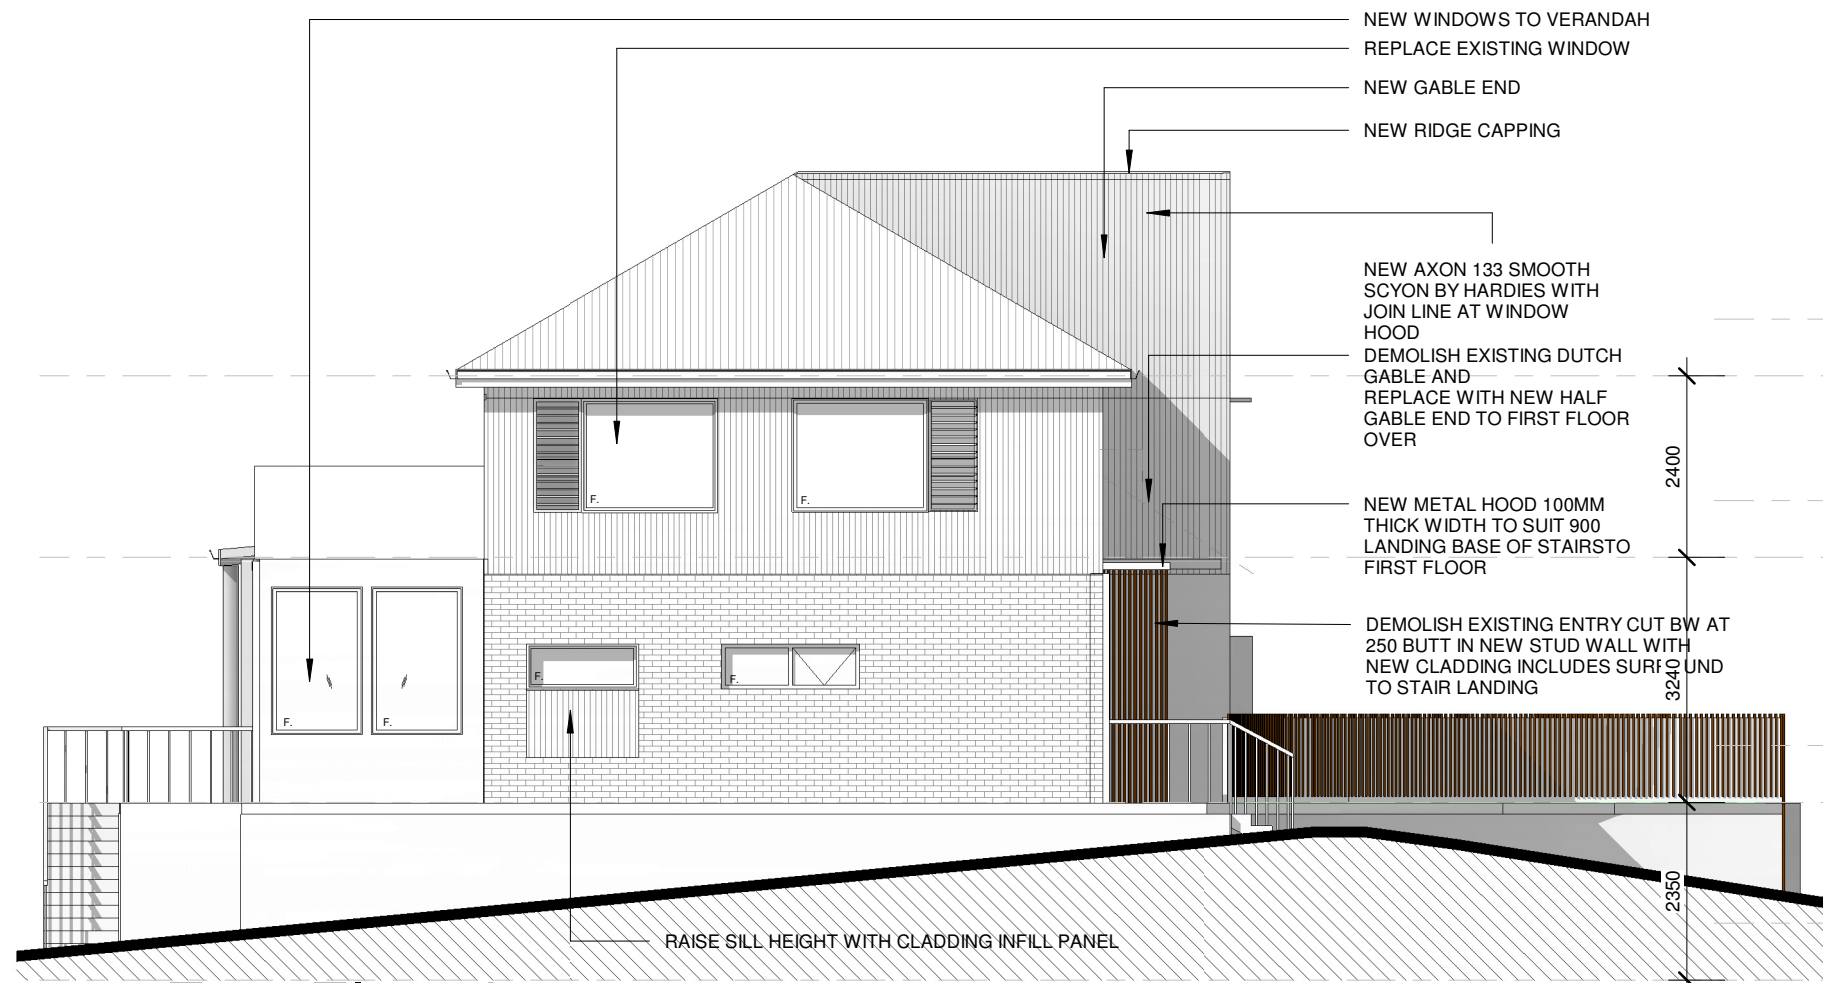 NEW WINDOWS TO VERANDAH
REPLACE EXISTING WINDOW
NEW GABLE END
NEW RIDGE CAPPING
NEW AXON 133 SMOOTH
SCYON BY HARDIES WITH
JOIN LINE AT WINDOW
HOOD
DEMOLISH EXISTING DUTCH
GABLE AND
REPLACE WITH NEW HALF
GABLE END TO FIRST FLOOR
OVER
2400
NEW METAL HOOD 100MM
THICK WIDTH TO SUIT 900
LANDING BASE OF STAIRSTO
FIRST FLOOR
F.
F.
DEMOLISH EXISTING ENTRY CUT BW AT
250 BUTT IN NEW STUD WALL WITH
NEW CLADDING INCLUDES SURROUND
TO STAIR LANDING
3240
F.
F.
F.
F.
2350
RAISE SILL HEIGHT WITH CLADDING INFILL PANEL